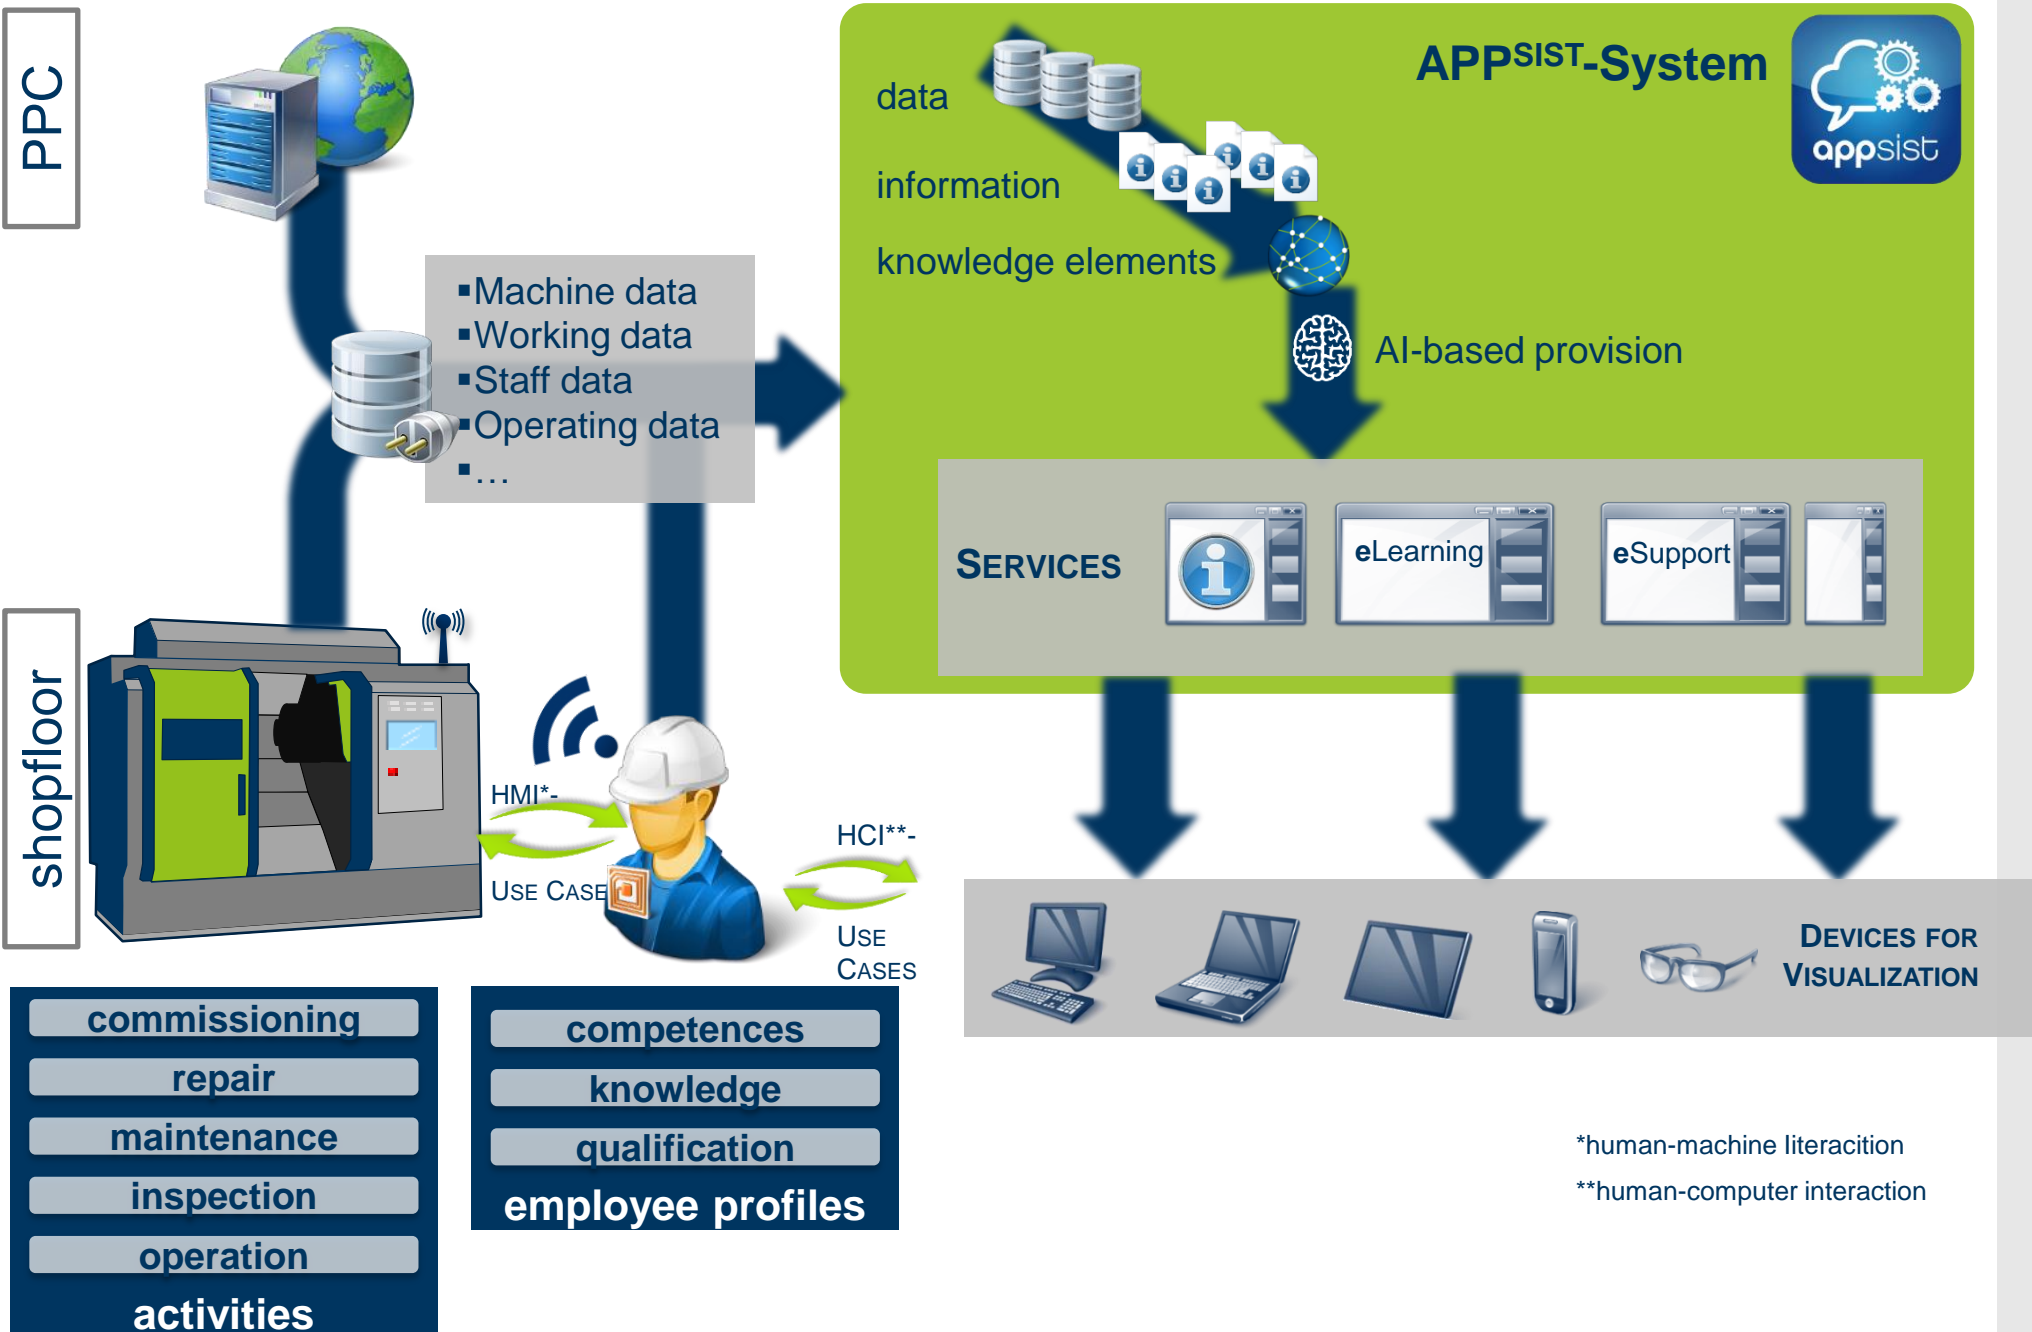 PPC
APPSIST-System
appsist
data
information
knowledge elements
AI-based provision
▪Machine data
▪Working data
▪Staff data
▪Operating data
▪…
SERVICES
eLearning
eSupport
shopfloor
HMI*-
USE CASE
HCI**-
USE
CASES
DEVICES FOR
VISUALIZATION
commissioning
repair
maintenance
inspection
operation
activities
competences
knowledge
qualification
employee profiles
*human-machine Iiteracition
**human-computer interaction